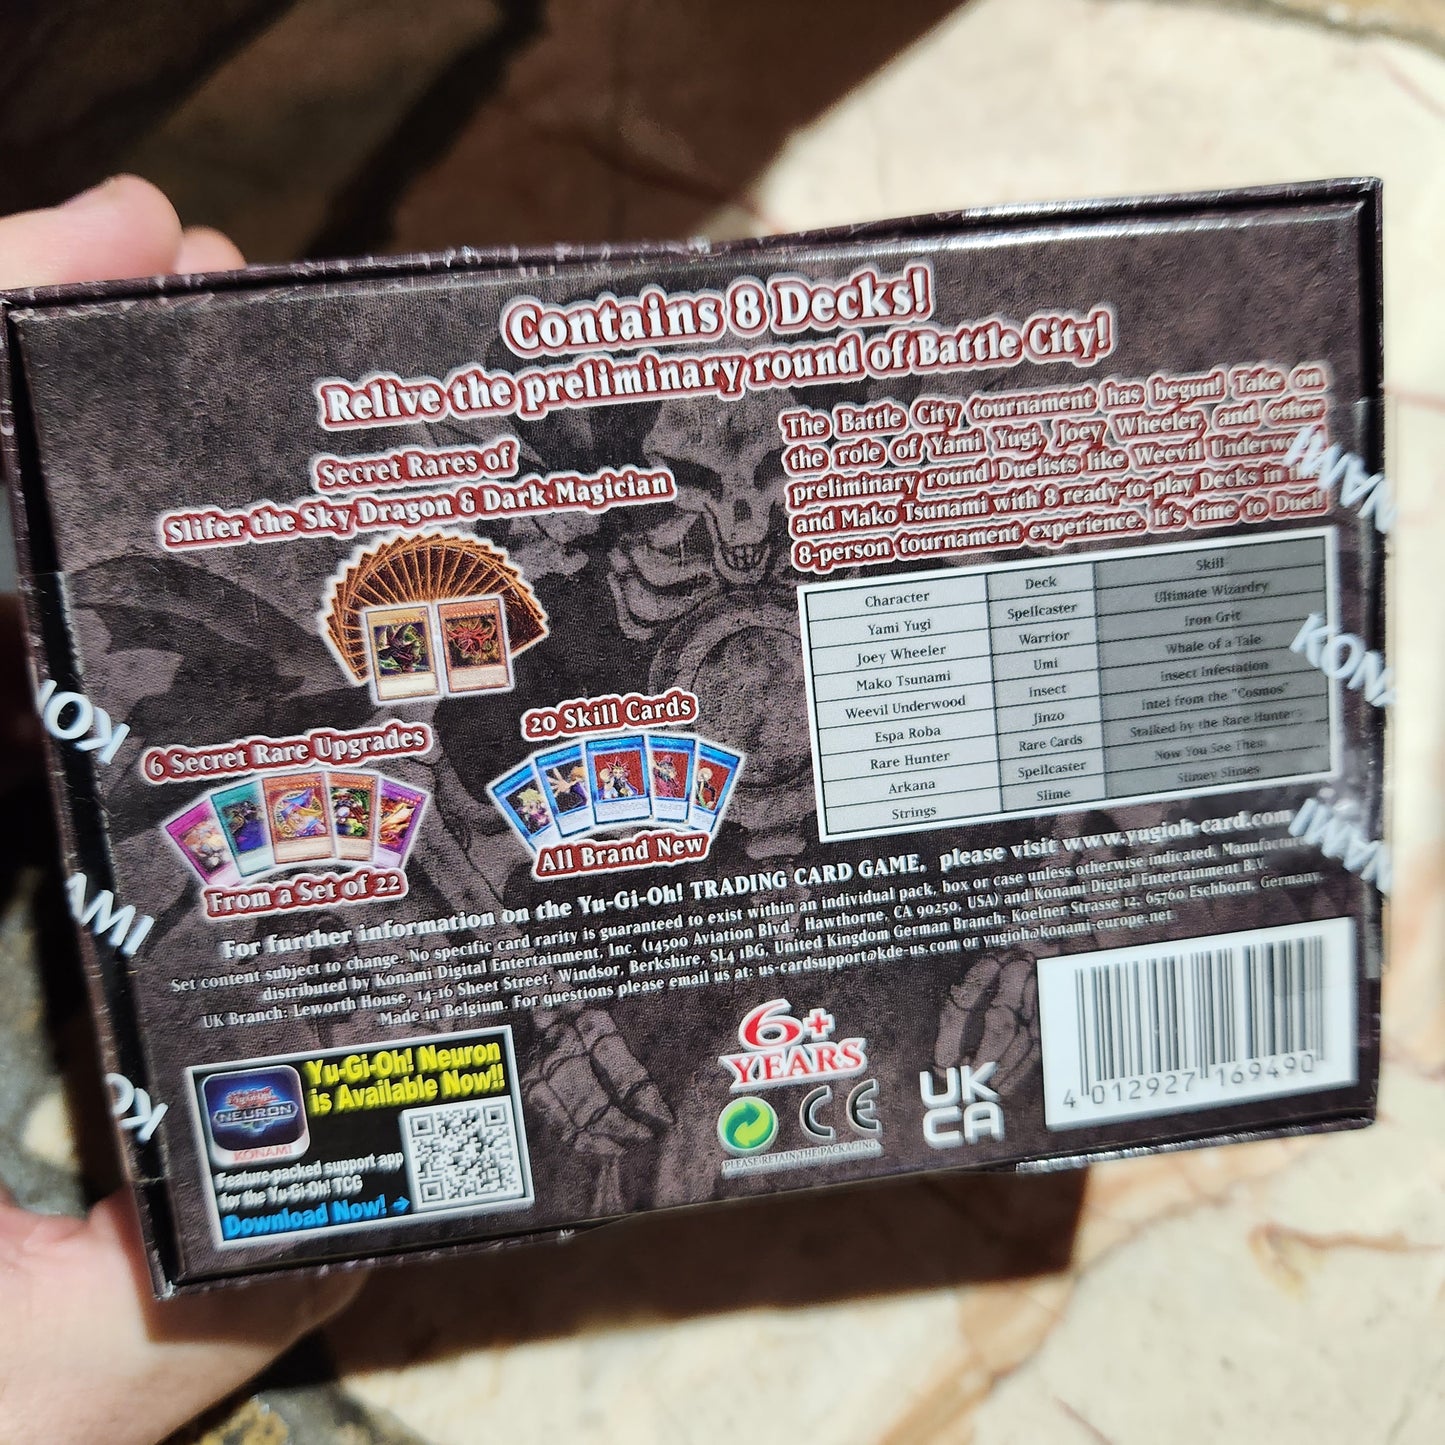 Contains 8 Decks!
Relive the preliminary round of Battle City!
Secret Rares of
Slifer the Sky Dragon & Dark Magician
The Battle City tournament has begun! Take on
the role of Yami Yugi, Joey Wheeler, and other
preliminary round Duelists like Weevil Underwood
and Mako Tsunami with 8 ready-to-play Decks in the
8-person tournament experience. It's time to Duel!
6 Secret Rare Upgrades
From a Set of 22
20 Skill Cards
All Brand New
Character Deck Skill
Yami Yugi Spellcaster Ultimate Wizardry
Joey Wheeler Warrior Iron Grit
Mako Tsunami Umi Whale of a Tale
Weevil Underwood Insect Insect Infestation
Espa Roba Jinzo Intel from the "Cosmos"
Rare Hunter Rare Cards Stalked by the Rare Hunters
Arkana Spellcaster Now You See Them
Strings Slime Slimey Slimes
For further information on the Yu-Gi-Oh! TRADING CARD GAME, please visit www.yugioh-card.com
Set content subject to change. No specific card rarity is guaranteed to exist within an individual pack, box or case unless otherwise indicated. Manufactur
distributed by Konami Digital Entertainment, Inc. (14500 Aviation Blvd., Hawthorne, CA 90250, USA) and Konami Digital Entertainment B.V.
UK Branch: Leworth House, 14-16 Sheet Street, Windsor, Berkshire, SL4 1BG, United Kingdom German Branch: Koelner Strasse 12, 65760 Eschborn, Germany
Made in Belgium. For questions please email us at: us-cardsupport@kde-us.com or yugioh@konami-europe.net
NEURON
KONAMI
Yu-Gi-Oh! Neuron
is Available Now!!
Feature-packed support app
for the Yu-Gi-Oh! TCG
Download Now!
6+
YEARS
CE
PLEASE RETAIN THE PACKAGING
UK
CA
4 012927 169490